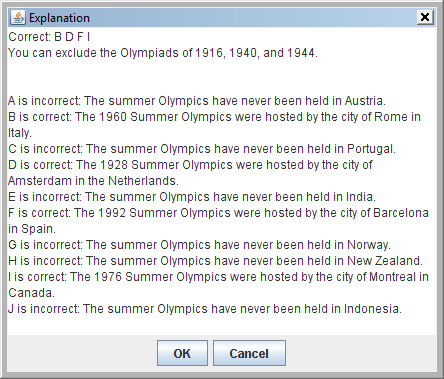 Explanation
Correct: B D F I
You can exclude the Olympiads of 1916, 1940, and 1944.
A is incorrect: The summer Olympics have never been held in Austria.
B is correct: The 1960 Summer Olympics were hosted by the city of Rome in
Italy.
C is incorrect: The summer Olympics have never been held in Portugal.
D is correct: The 1928 Summer Olympics were hosted by the city of
Amsterdam in the Netherlands.
E is incorrect: The summer Olympics have never been held in India.
F is correct: The 1992 Summer Olympics were hosted by the city of Barcelona
in Spain.
G is incorrect: The summer Olympics have never been held in Norway.
H is incorrect: The summer Olympics have never been held in New Zealand.
I is correct: The 1976 Summer Olympics were hosted by the city of Montreal in
Canada.
J is incorrect: The summer Olympics have never been held in Indonesia.
OK Cancel